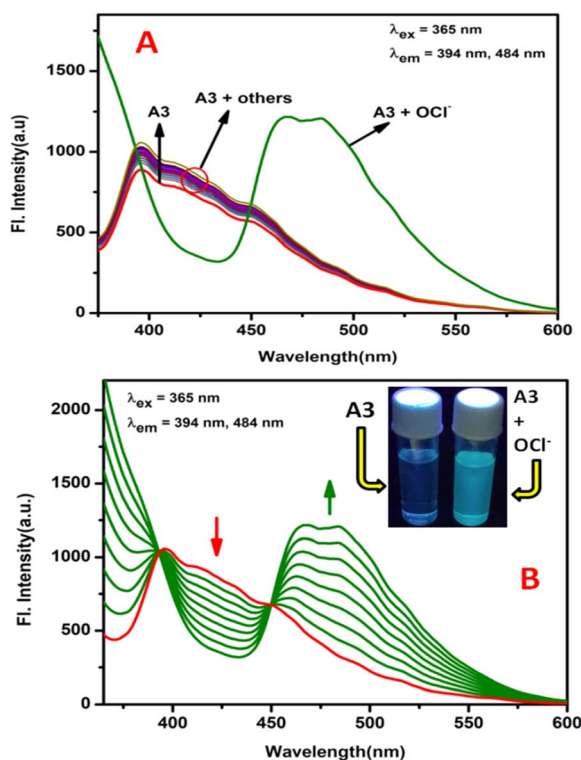 A
λex = 365 nm
λem = 394 nm, 484 nm
A3
A3 + others
A3 + OCl-
1500
1000
500
0
Fl. Intensity(a.u)
400 450 500 550 600
Wavelength(nm)
λex = 365 nm
λem = 394 nm, 484 nm
A3
A3
+
OCl-
B
2000
1500
1000
500
0
Fl. Intensity(a.u.)
400 450 500 550 600
Wavelength(nm)